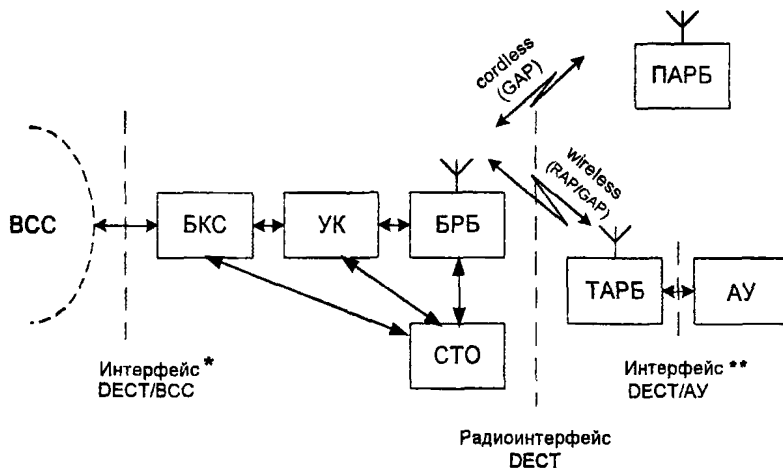 cordless
(GAP)
ПАРБ
wireless
(RAP/GAP)
ВСС
БКС
УК
БРБ
ТАРБ
АУ
СТО
Интерфейс *
DECT/ВСС
Интерфейс **
DECT/АУ
Радиоинтерфейс
DECT